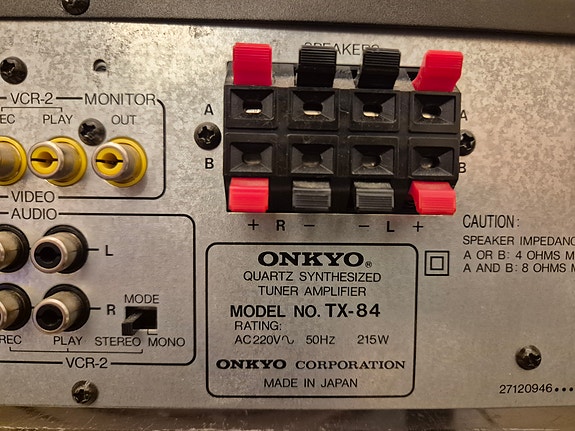 SPEAKERS
VCR-2
MONITOR
EC
PLAY
OUT
A
A
B
B
VIDEO
AUDIO
+ R − − L +
L
R
MODE
STEREO
MONO
REC
PLAY
VCR-2
ONKYO®
QUARTZ SYNTHESIZED
TUNER AMPLIFIER
MODEL NO. TX-84
RATING:
AC220V∿ 50Hz 215W
ONKYO CORPORATION
MADE IN JAPAN
CAUTION:
SPEAKER IMPEDANC
A OR B: 4 OHMS M
A AND B: 8 OHMS M
27120946•••